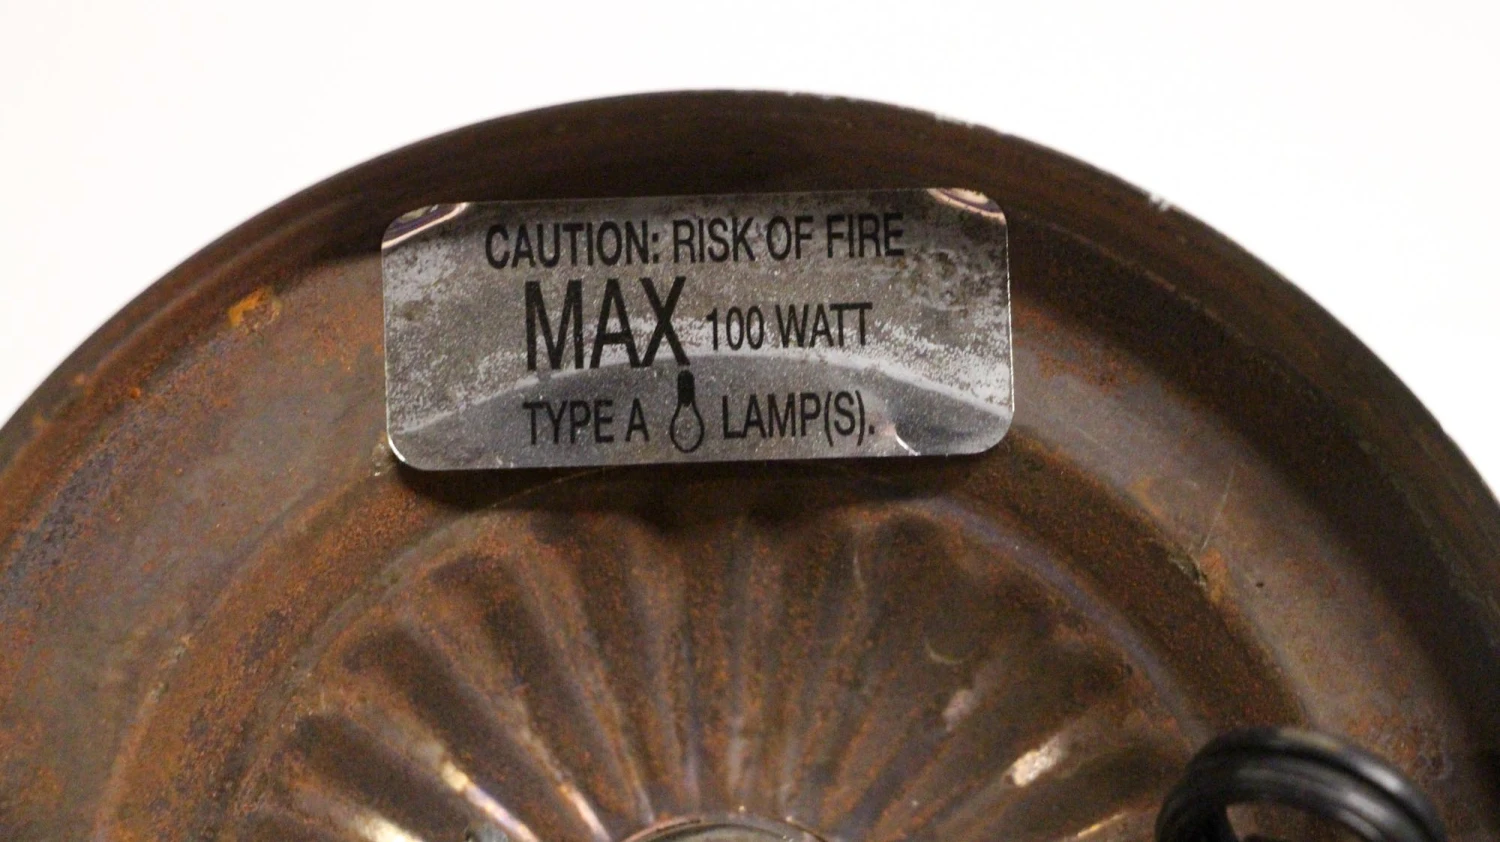 CAUTION: RISK OF FIRE
MAX 100 WATT
TYPE A LAMP(S).